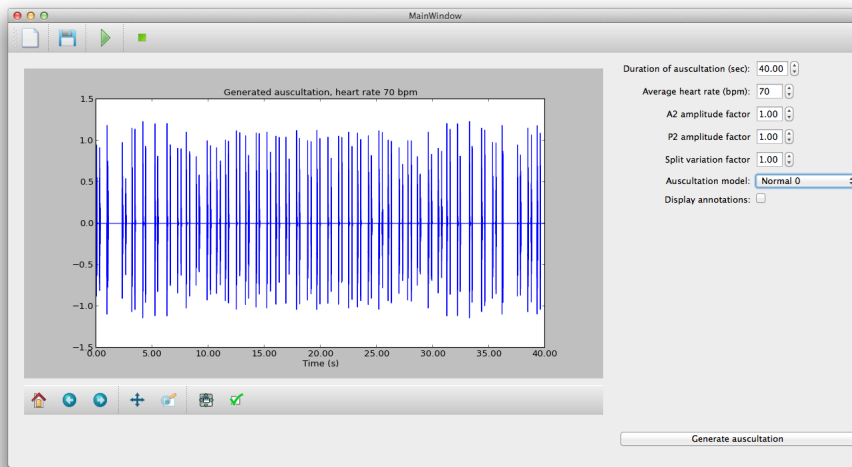 MainWindow
Generated auscultation, heart rate 70 bpm
1.5
1.0
0.5
0.0
−0.5
−1.0
−1.5
0.00 5.00 10.00 15.00 20.00 25.00 30.00 35.00 40.00
Time (s)
Duration of auscultation (sec): 40.00
Average heart rate (bpm): 70
A2 amplitude factor 1.00
P2 amplitude factor 1.00
Split variation factor 1.00
Auscultation model: Normal 0
Display annotations:
Generate auscultation